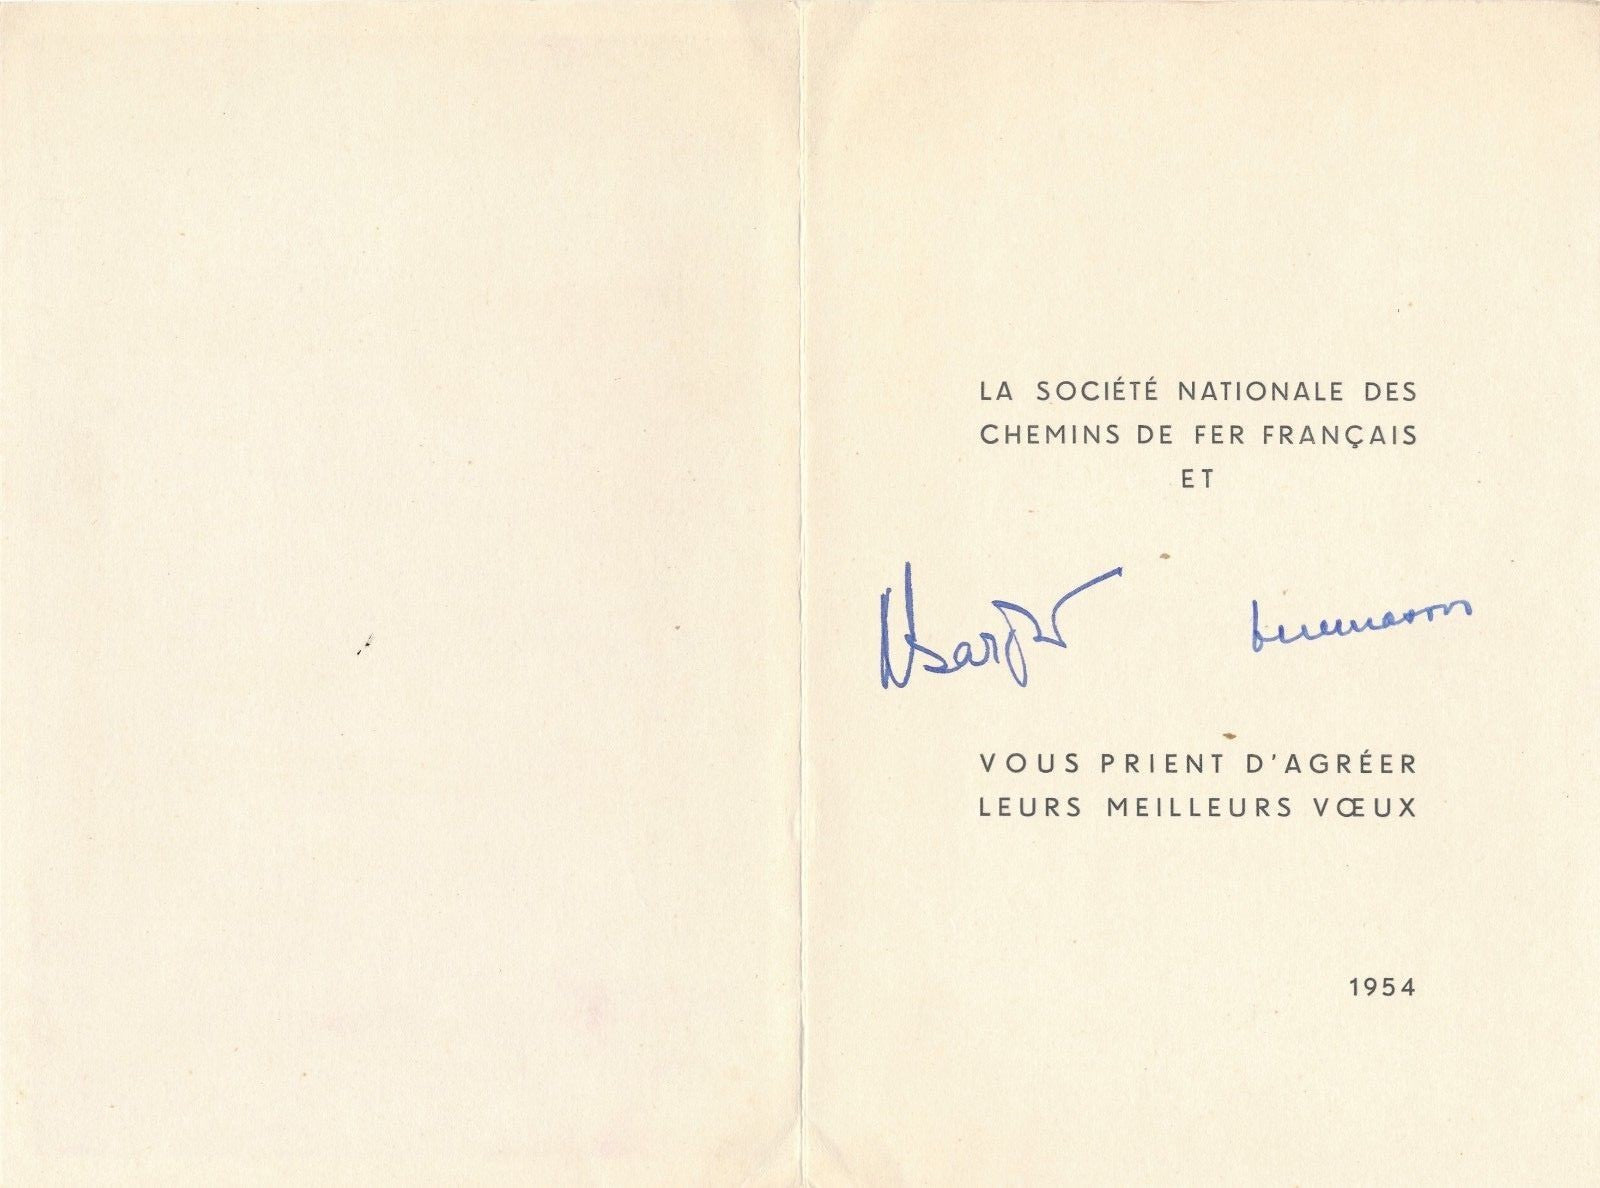 LA SOCIÉTÉ NATIONALE DES
CHEMINS DE FER FRANÇAIS
ET
VOUS PRIENT D'AGRÉER
LEURS MEILLEURS VŒUX
1954